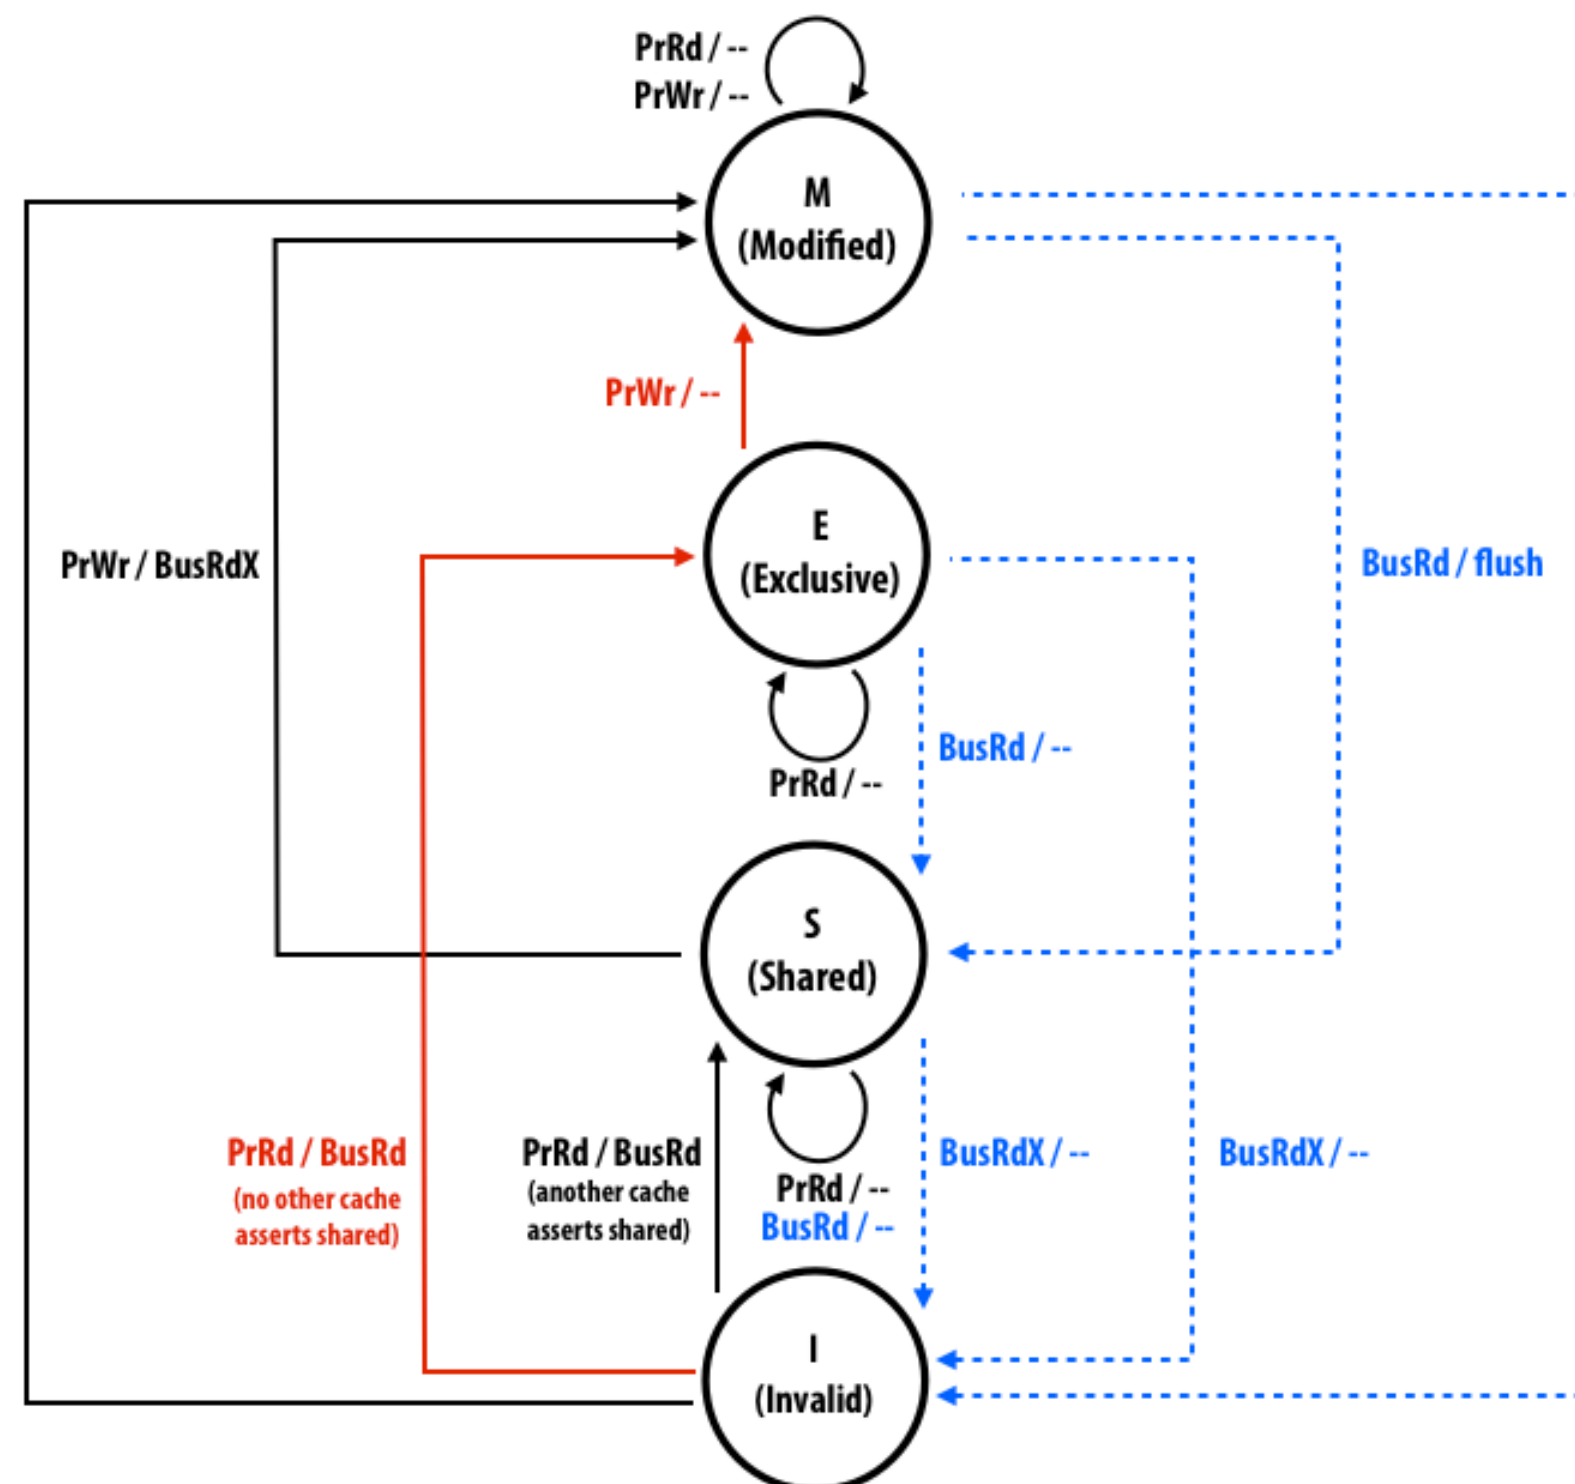 PrRd / --
PrWr / --
M
(Modified)
PrWr / --
E
(Exclusive)
PrWr / BusRdX
BusRd / flush
BusRd / --
PrRd / --
S
(Shared)
PrRd / BusRd
(no other cache
asserts shared)
PrRd / BusRd
(another cache
asserts shared)
PrRd / --
BusRd / --
BusRdX / --
BusRdX / --
I
(Invalid)